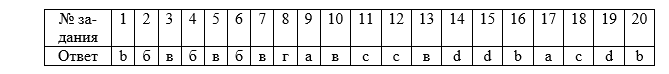 № за- 1 2 3 4 5 6 7 8 9 10 11 12 13 14 15 16 17 18 19 20
дания
Ответ b б в б в б в г а в с с в d d b a c d b